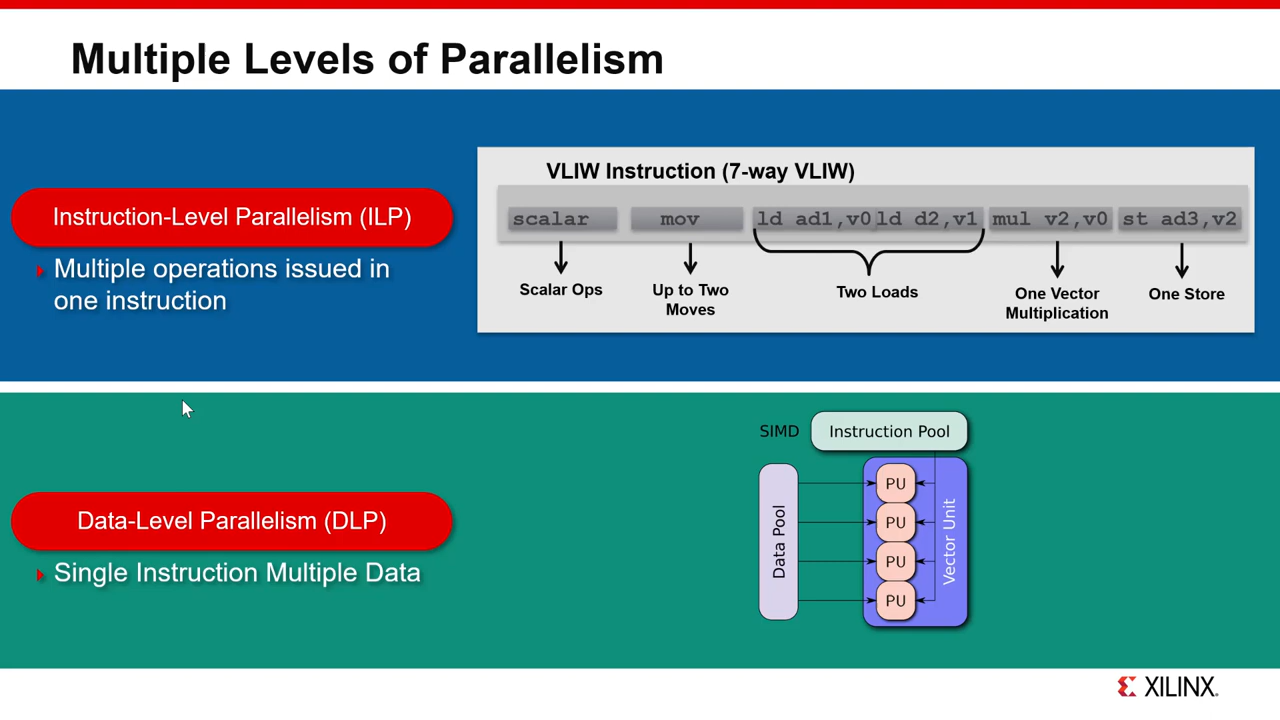 Multiple Levels of Parallelism
Instruction-Level Parallelism (ILP)
Multiple operations issued in
one instruction
VLIW Instruction (7-way VLIW)
scalar mov ld ad1,v0 ld d2,v1 mul v2,v0 st ad3,v2
Scalar Ops
Up to Two
Moves
Two Loads
One Vector
Multiplication
One Store
Data-Level Parallelism (DLP)
Single Instruction Multiple Data
SIMD
Instruction Pool
Data Pool
PU
PU
PU
PU
Vector Unit
XILINX.